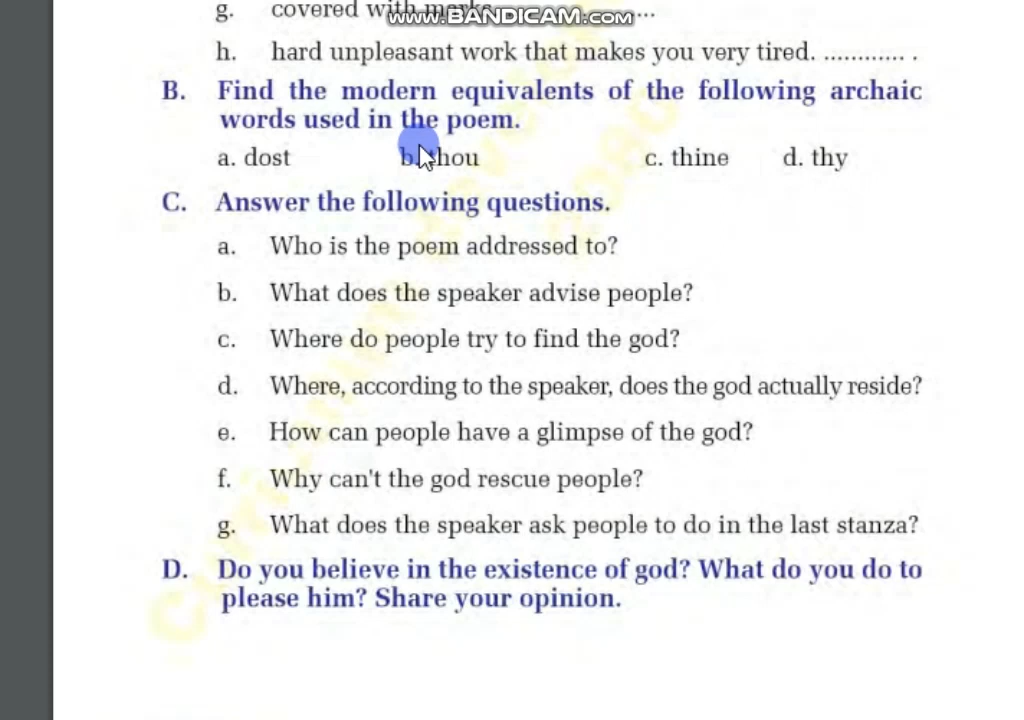 g. covered with marks ...
www.BANDICAM.com
h. hard unpleasant work that makes you very tired. ............ .
B. Find the modern equivalents of the following archaic
words used in the poem.
a. dost b. thou c. thine d. thy
C. Answer the following questions.
a. Who is the poem addressed to?
b. What does the speaker advise people?
c. Where do people try to find the god?
d. Where, according to the speaker, does the god actually reside?
e. How can people have a glimpse of the god?
f. Why can't the god rescue people?
g. What does the speaker ask people to do in the last stanza?
D. Do you believe in the existence of god? What do you do to
please him? Share your opinion.